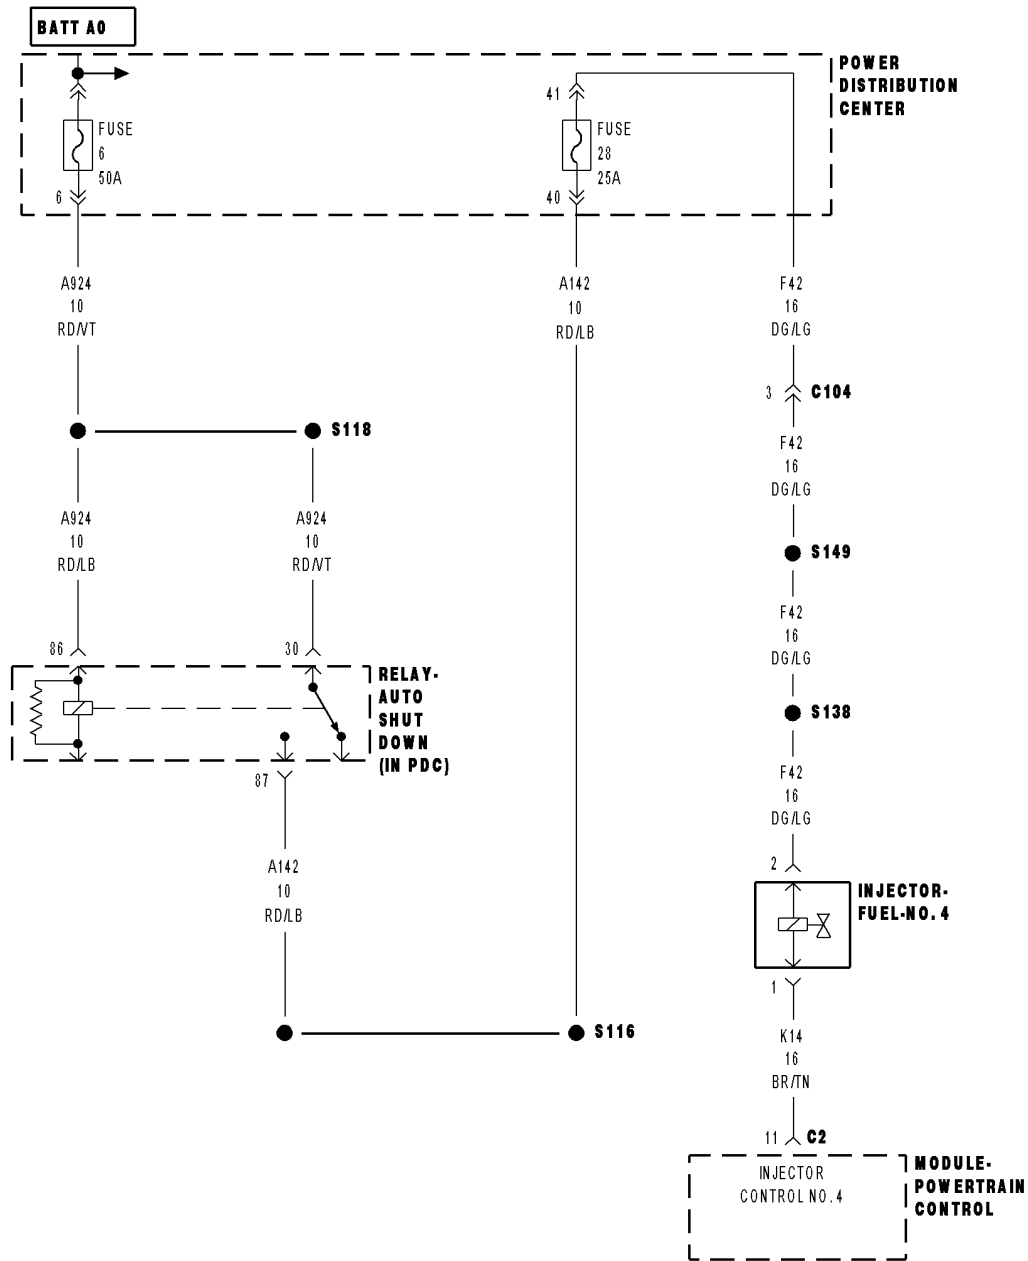 BATT A0
POWER
DISTRIBUTION
CENTER
FUSE
6
50A
6
41
FUSE
28
25A
40
A924
10
RD/VT
A142
10
RD/LB
F42
16
DG/LG
3
C104
S118
F42
16
DG/LG
A924
10
RD/LB
A924
10
RD/VT
S149
F42
16
DG/LG
86
30
RELAY-
AUTO
SHUT
DOWN
(IN PDC)
S138
87
F42
16
DG/LG
A142
10
RD/LB
2
INJECTOR-
FUEL-NO. 4
1
S116
K14
16
BR/TN
11
C2
INJECTOR
CONTROL NO. 4
MODULE-
POWERTRAIN
CONTROL